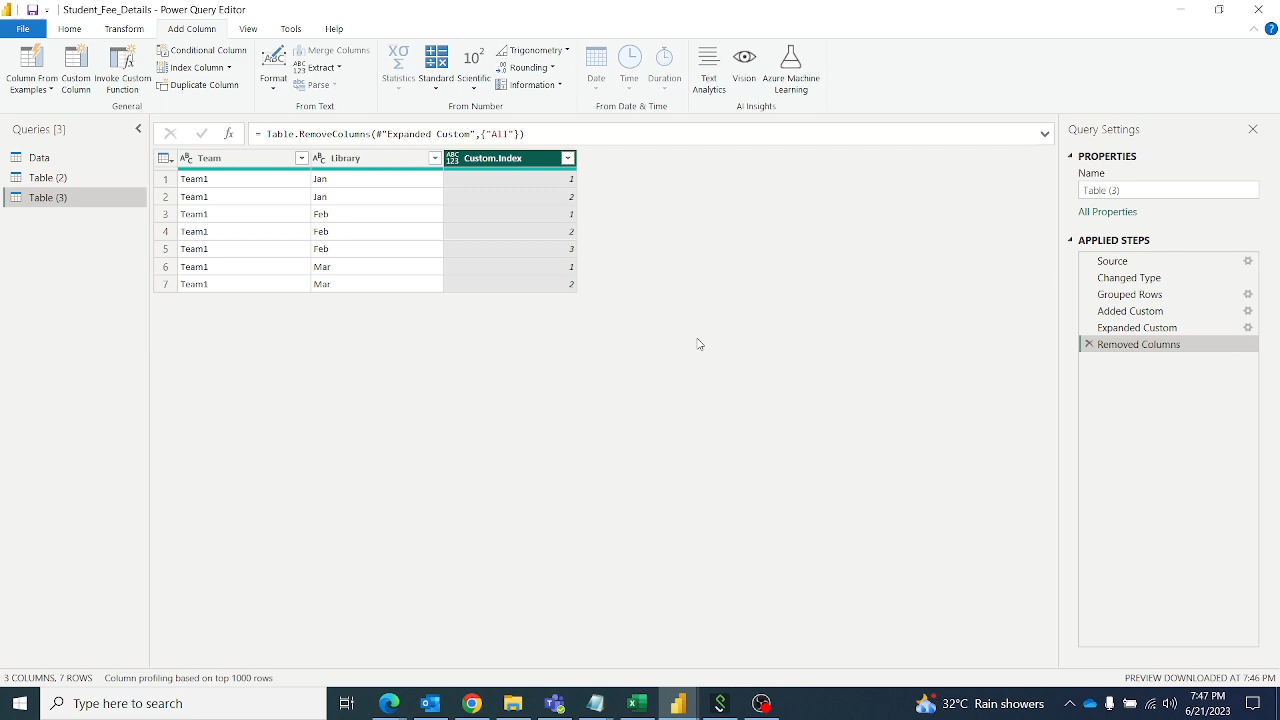 Student_Fee_Details - Power Query Editor
File Home Transform Add Column View Tools Help
Column From Examples
Custom Column
Invoke Custom Function
Conditional Column
Index Column
Duplicate Column
General
Format
Merge Columns
Extract
Parse
From Text
Statistics
Standard
Scientific
Trigonometry
Rounding
Information
From Number
Date
Time
Duration
From Date & Time
Text Analytics
Vision
Azure Machine Learning
AI Insights
Queries [3]
Data
Table (2)
Table (3)
= Table.RemoveColumns(#"Expanded Custom",{"All"})
Team Library Custom.Index
1 Team1 Jan 1
2 Team1 Jan 2
3 Team1 Feb 1
4 Team1 Feb 2
5 Team1 Feb 3
6 Team1 Mar 1
7 Team1 Mar 2
Query Settings
PROPERTIES
Name
Table (3)
All Properties
APPLIED STEPS
Source
Changed Type
Grouped Rows
Added Custom
Expanded Custom
Removed Columns
3 COLUMNS, 7 ROWS Column profiling based on top 1000 rows
PREVIEW DOWNLOADED AT 7:46 PM
Type here to search
32°C Rain showers
7:47 PM
6/21/2023